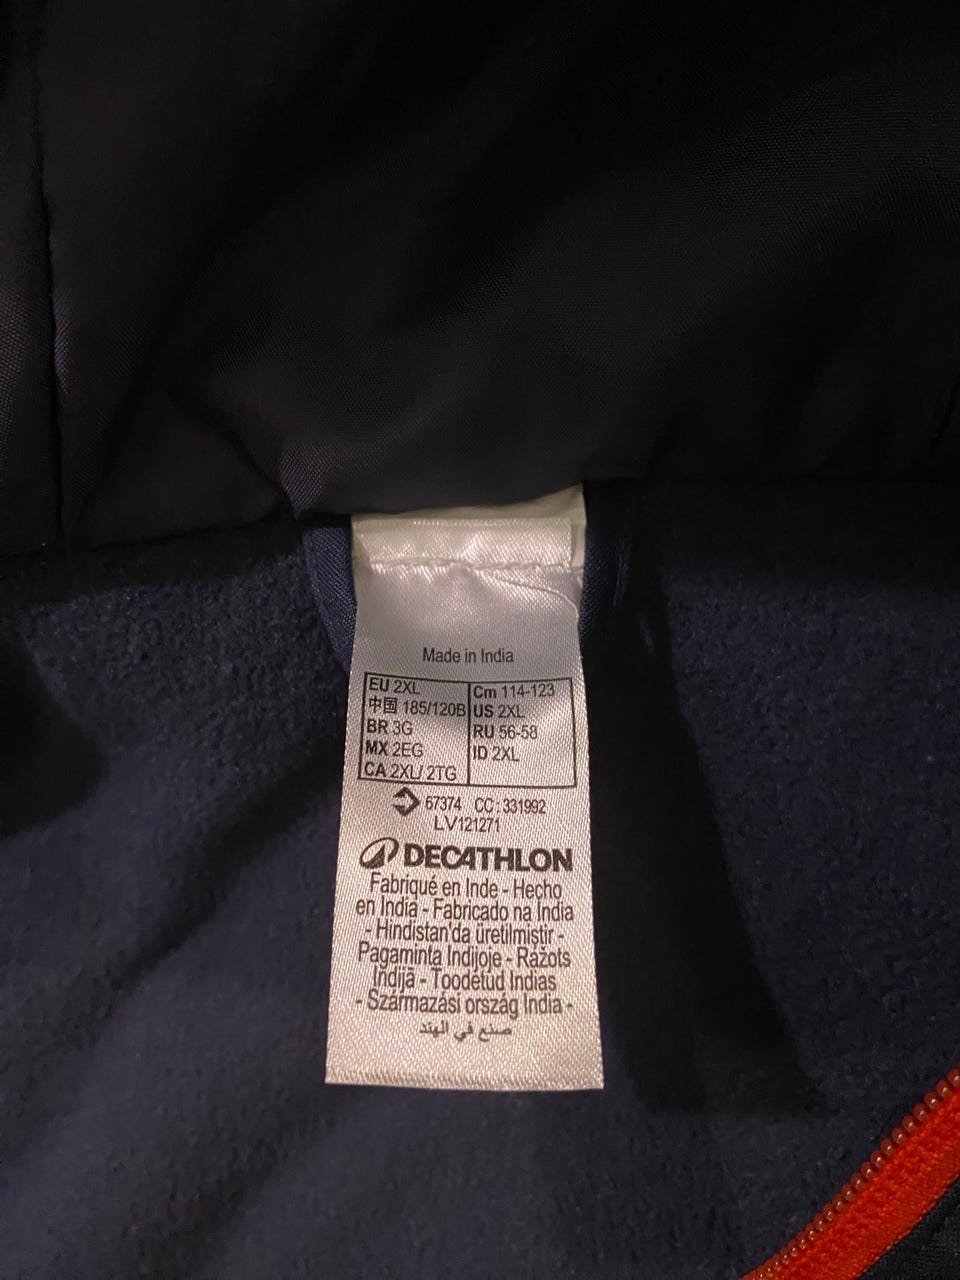 Made in India
EU 2XL
中国 185/120B
BR 3G
MX 2EG
CA 2XL/ 2TG
Cm 114-123
US 2XL
RU 56-58
ID 2XL
67374 CC : 331992
LV121271
DECATHLON
Fabriqué en Inde - Hecho
en India - Fabricado na Índia
- Hindistan'da üretilmiştir -
Pagaminta Indijoje - Ražots
Indijā - Toodetud Indias
- Származási ország India -
صنع في الهند